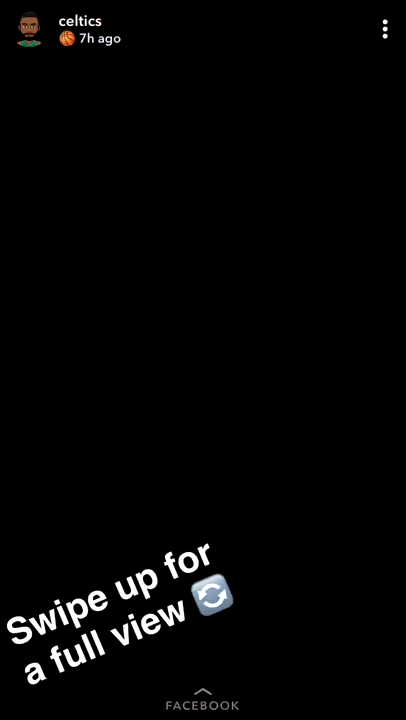 celtics
🏀 7h ago
Swipe up for
a full view 🔄
FACEBOOK